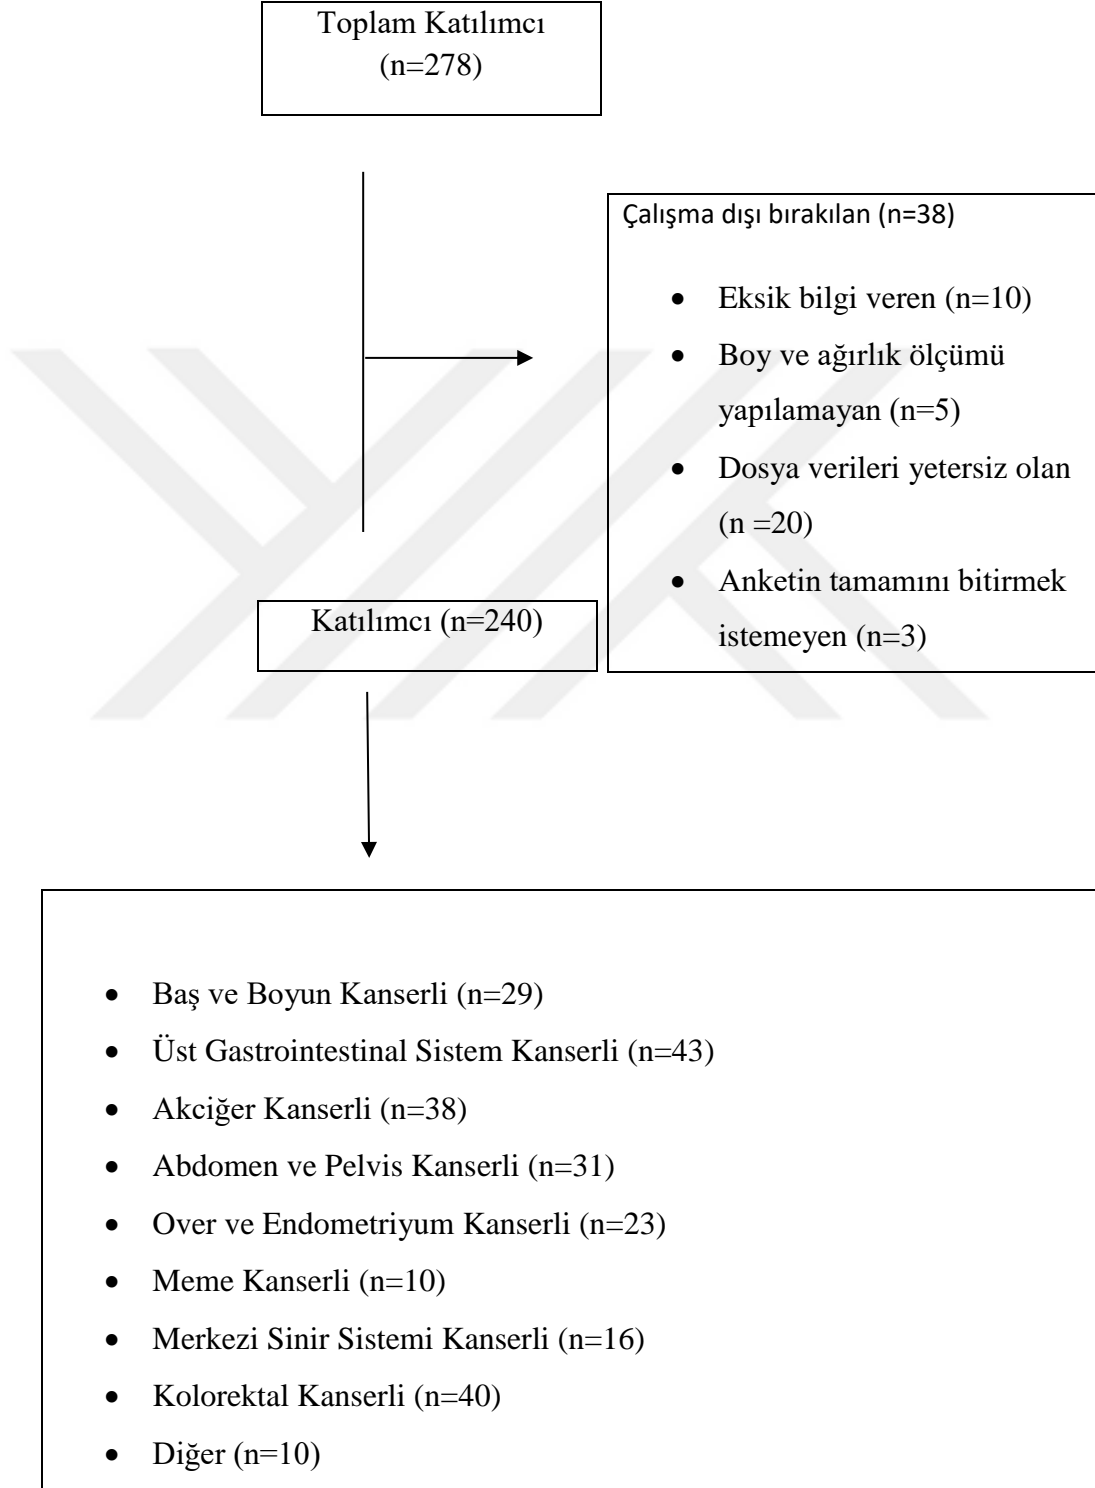 Toplam Katılımcı
(n=278)
Çalışma dışı bırakılan (n=38)
• Eksik bilgi veren (n=10)
• Boy ve ağırlık ölçümü
yapılamayan (n=5)
• Dosya verileri yetersiz olan
(n =20)
• Anketin tamamını bitirmek
istemeyen (n=3)
Katılımcı (n=240)
• Baş ve Boyun Kanserli (n=29)
• Üst Gastrointestinal Sistem Kanserli (n=43)
• Akciğer Kanserli (n=38)
• Abdomen ve Pelvis Kanserli (n=31)
• Over ve Endometriyum Kanserli (n=23)
• Meme Kanserli (n=10)
• Merkezi Sinir Sistemi Kanserli (n=16)
• Kolorektal Kanserli (n=40)
• Diğer (n=10)